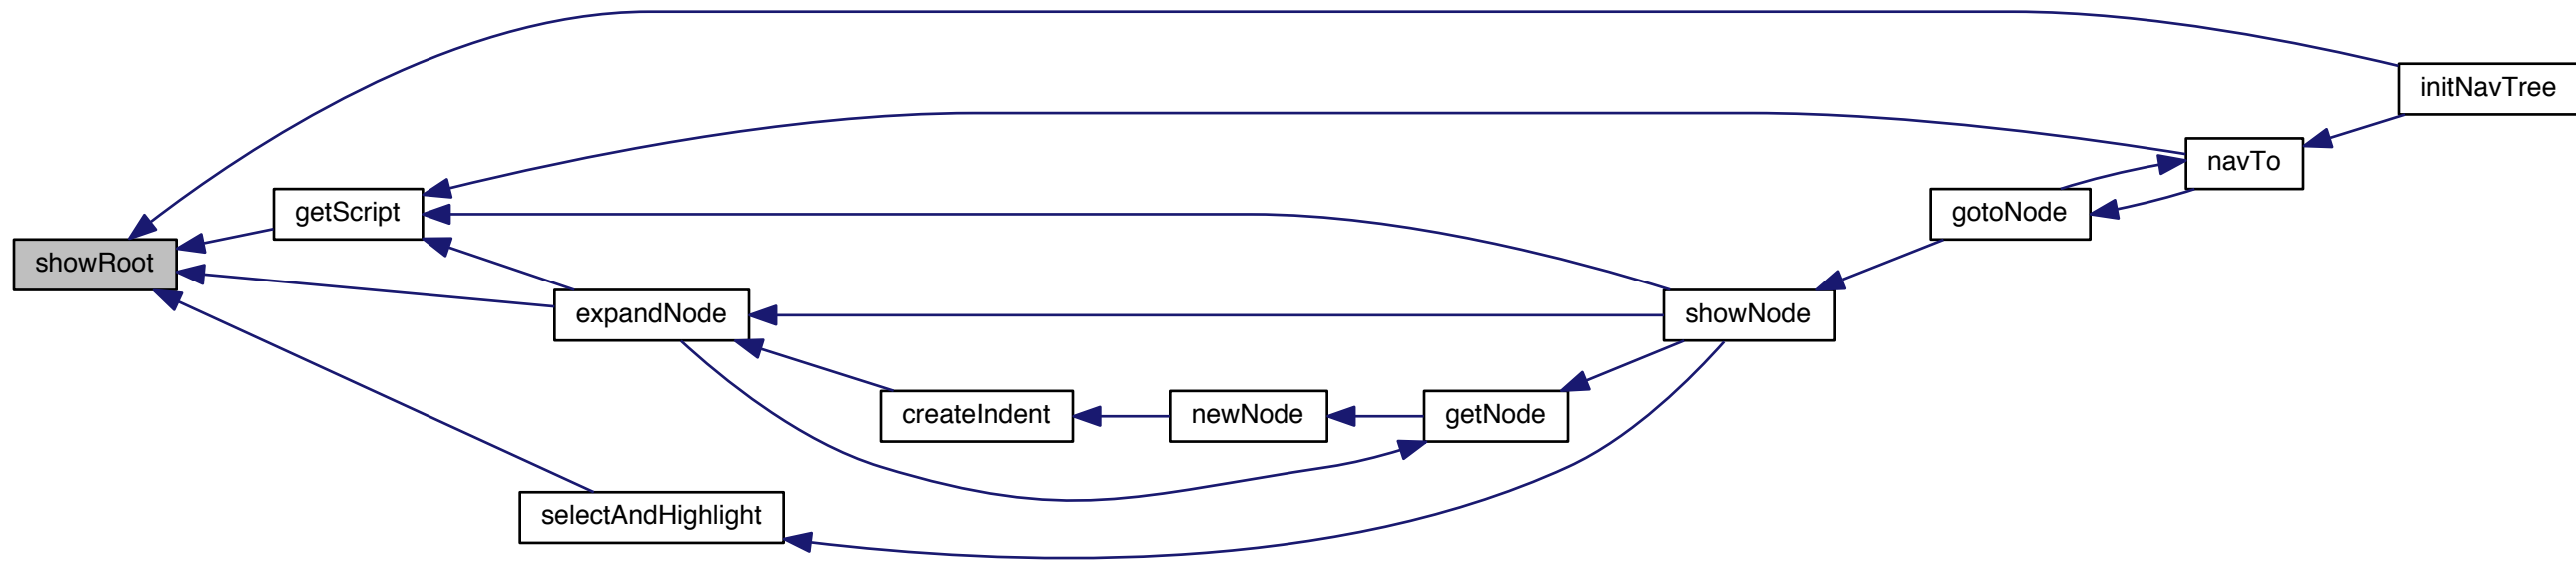 initNavTree
navTo
getScript
gotoNode
showRoot
expandNode
showNode
createIndent
newNode
getNode
selectAndHighlight